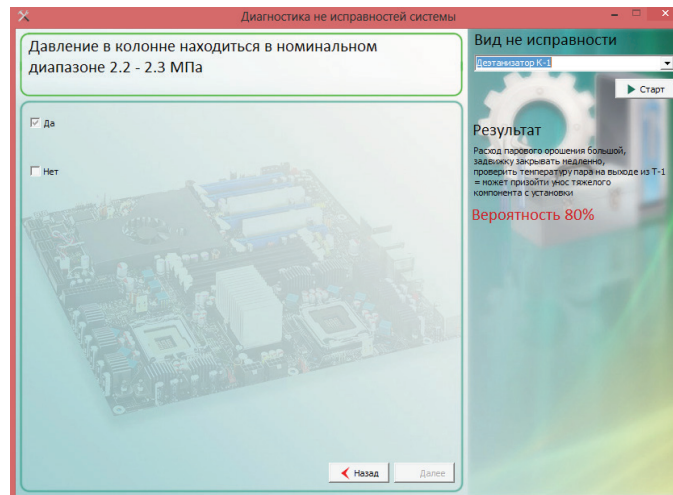 Диагностика не исправностей системы
Давление в колонне находиться в номинальном
диапазоне 2.2 - 2.3 МПа
Да
Нет
Назад
Далее
Вид не исправности
Деэтанизатор К-1
Старт
Результат
Расход парового орошения большой,
задвижку закрывать медленно,
проверить температуру пара на выходе из Т-1
= может призойти унос тяжелого
компонента с установки
Вероятность 80%